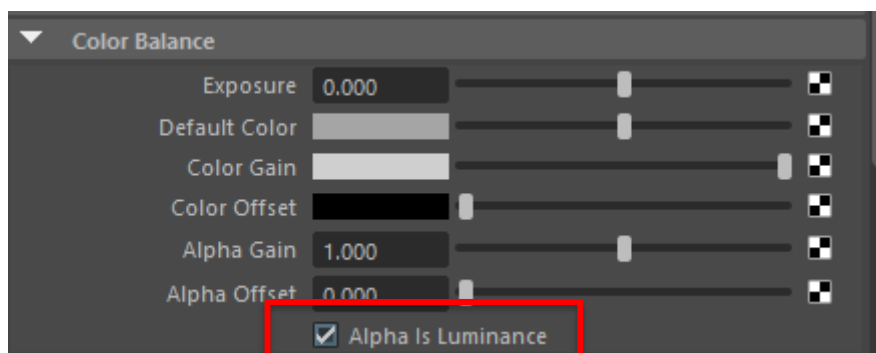 Color Balance
Exposure 0.000
Default Color
Color Gain
Color Offset
Alpha Gain 1.000
Alpha Offset 0.000
Alpha Is Luminance